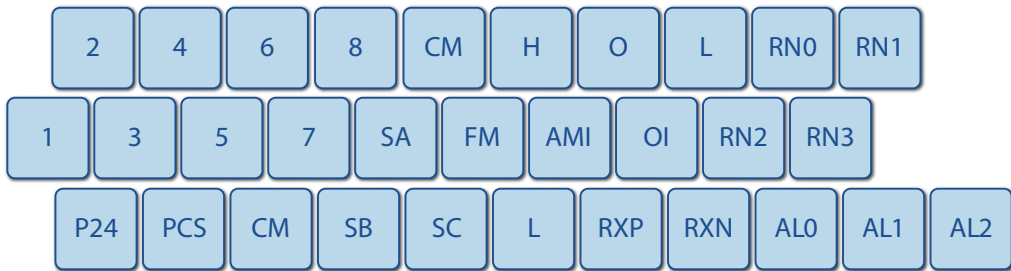 2 4 6 8 CM H O L RN0 RN1
1 3 5 7 SA FM AMI OI RN2 RN3
P24 PCS CM SB SC L RXP RXN AL0 AL1 AL2